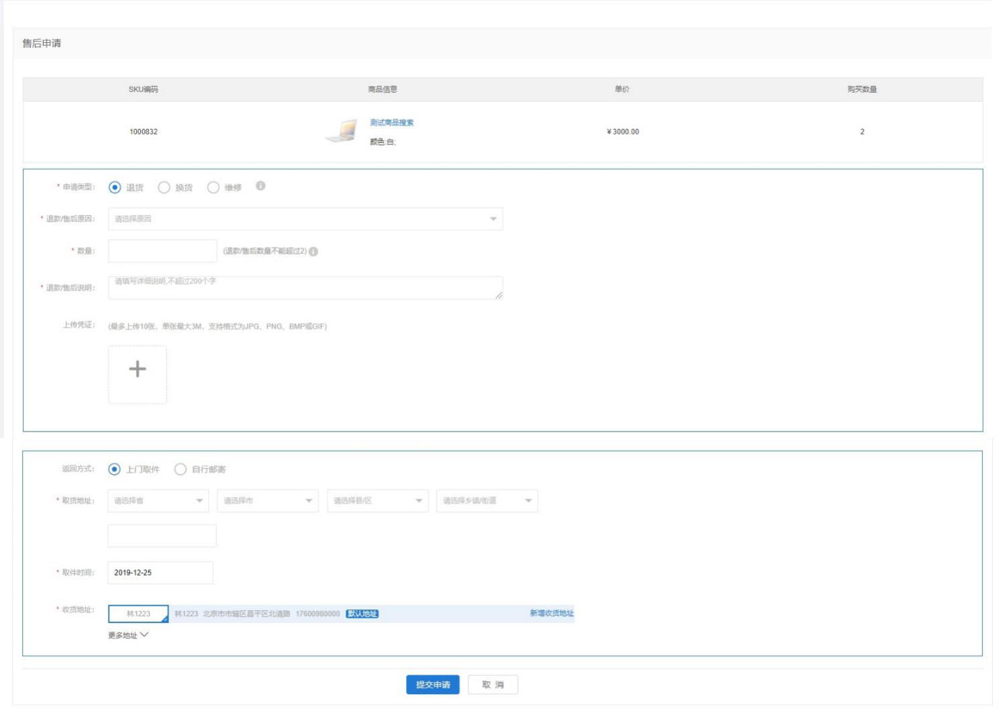 售后申请
SKU编码 商品信息 单价 购买数量
1000832 测试商品搜索 ¥3000.00 2
颜色:白;
* 申请类型: 退货 换货 维修
* 退款/售后原因: 请选择原因
* 数量: (退款/售后数量不能超过2)
* 退款/售后说明: 请填写详细说明,不超过200个字
上传凭证: (最多上传10张，单张最大3M，支持格式为JPG、PNG、BMP或GIF)
返回方式: 上门取件 自行邮寄
* 取货地址: 请选择省 请选择市 请选择县/区 请选择乡镇/街道
* 取件时间: 2019-12-25
* 收货地址: 林1223 林1223 北京市市辖区昌平区北清路 17600980000 默认地址 新增收货地址
更多地址
提交申请 取 消